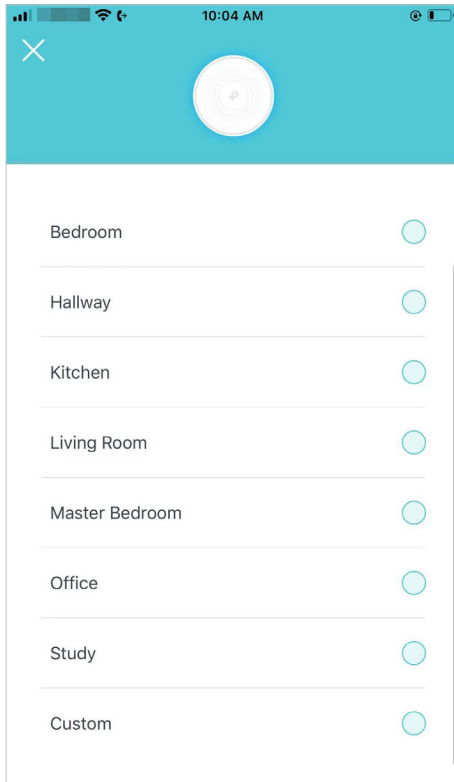 10:04 AM
Bedroom
Hallway
Kitchen
Living Room
Master Bedroom
Office
Study
Custom